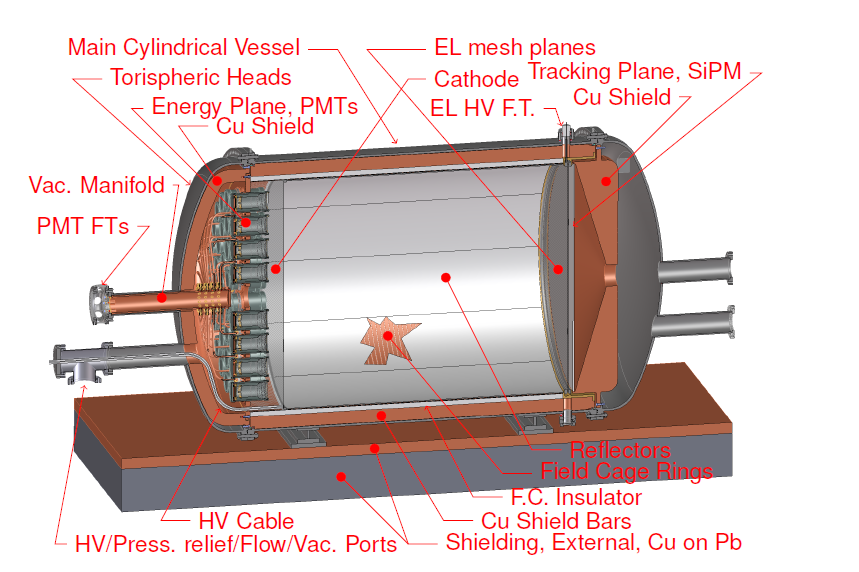 Main Cylindrical Vessel
EL mesh planes
Torispheric Heads
Cathode
Tracking Plane, SiPM
Energy Plane, PMTs
EL HV F.T.
Cu Shield
Cu Shield
Vac. Manifold
PMT FTs
Reflectors
Field Cage Rings
F.C. Insulator
HV Cable
Cu Shield Bars
HV/Press. relief/Flow/Vac. Ports
Shielding, External, Cu on Pb